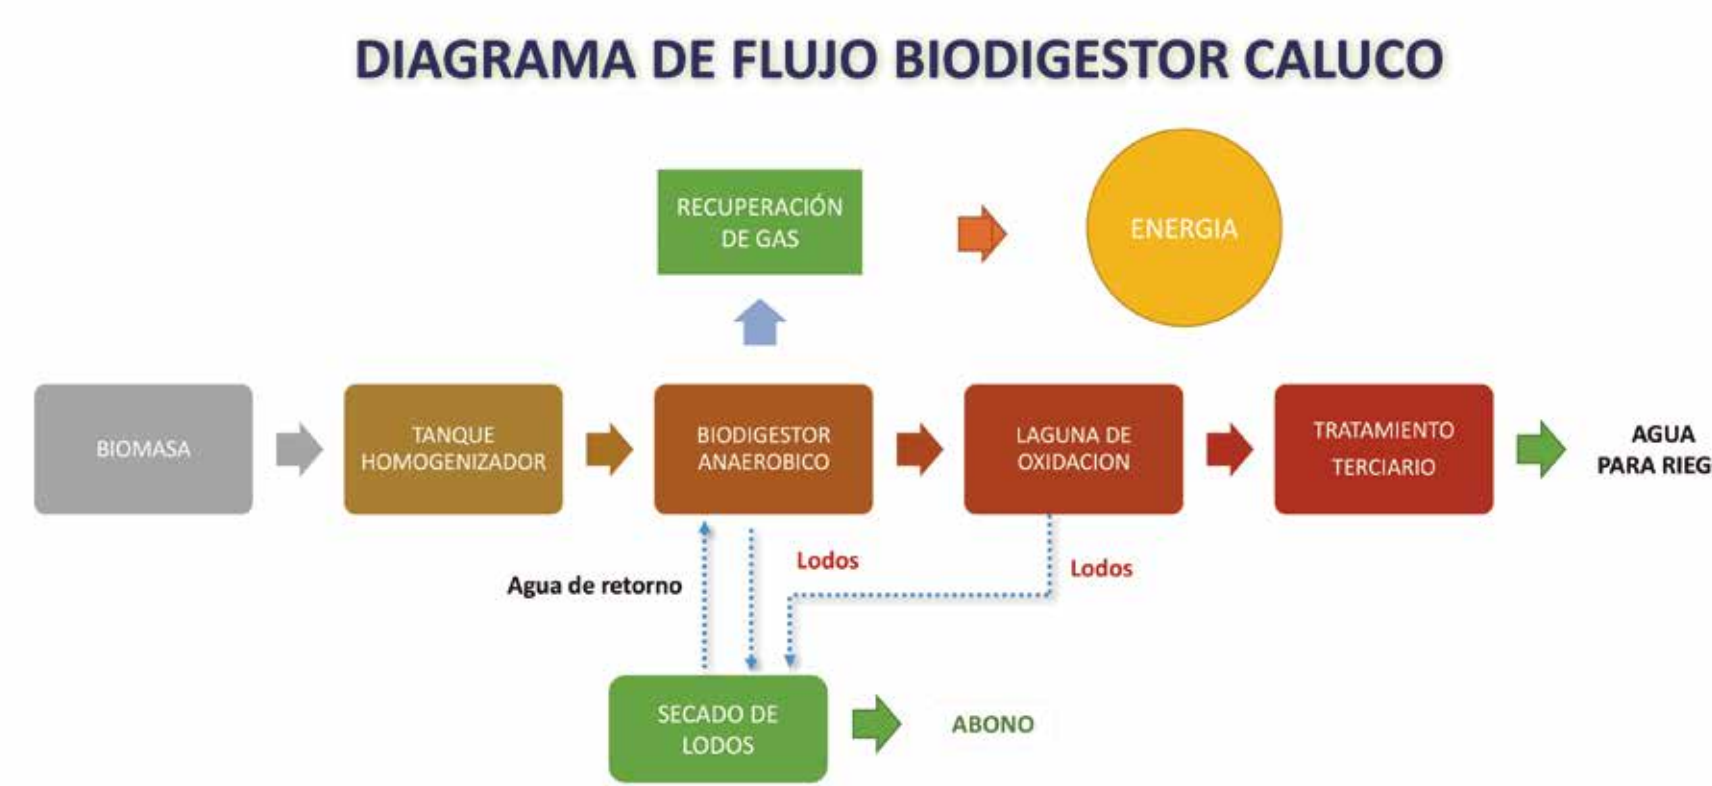 DIAGRAMA DE FLUJO BIODIGESTOR CALUCO
RECUPERACIÓN
DE GAS
ENERGIA
BIOMASA
TANQUE
HOMOGENIZADOR
BIODIGESTOR
ANAEROBICO
LAGUNA DE
OXIDACION
TRATAMIENTO
TERCIARIO
AGUA
PARA RIEG
Agua de retorno
Lodos
Lodos
SECADO DE
LODOS
ABONO